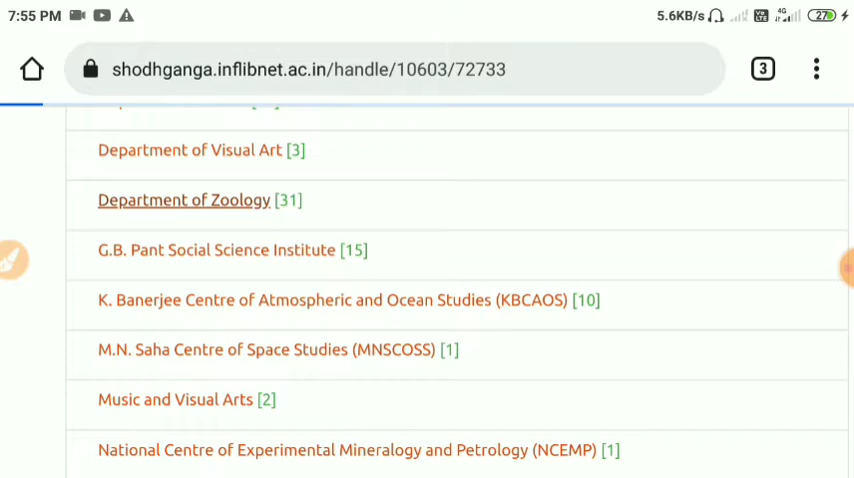 7:55 PM
5.6KB/s
4G
27
shodhganga.inflibnet.ac.in/handle/10603/72733
3
Department of Visual Art [3]
Department of Zoology [31]
G.B. Pant Social Science Institute [15]
K. Banerjee Centre of Atmospheric and Ocean Studies (KBCAOS) [10]
M.N. Saha Centre of Space Studies (MNSCOSS) [1]
Music and Visual Arts [2]
National Centre of Experimental Mineralogy and Petrology (NCEMP) [1]